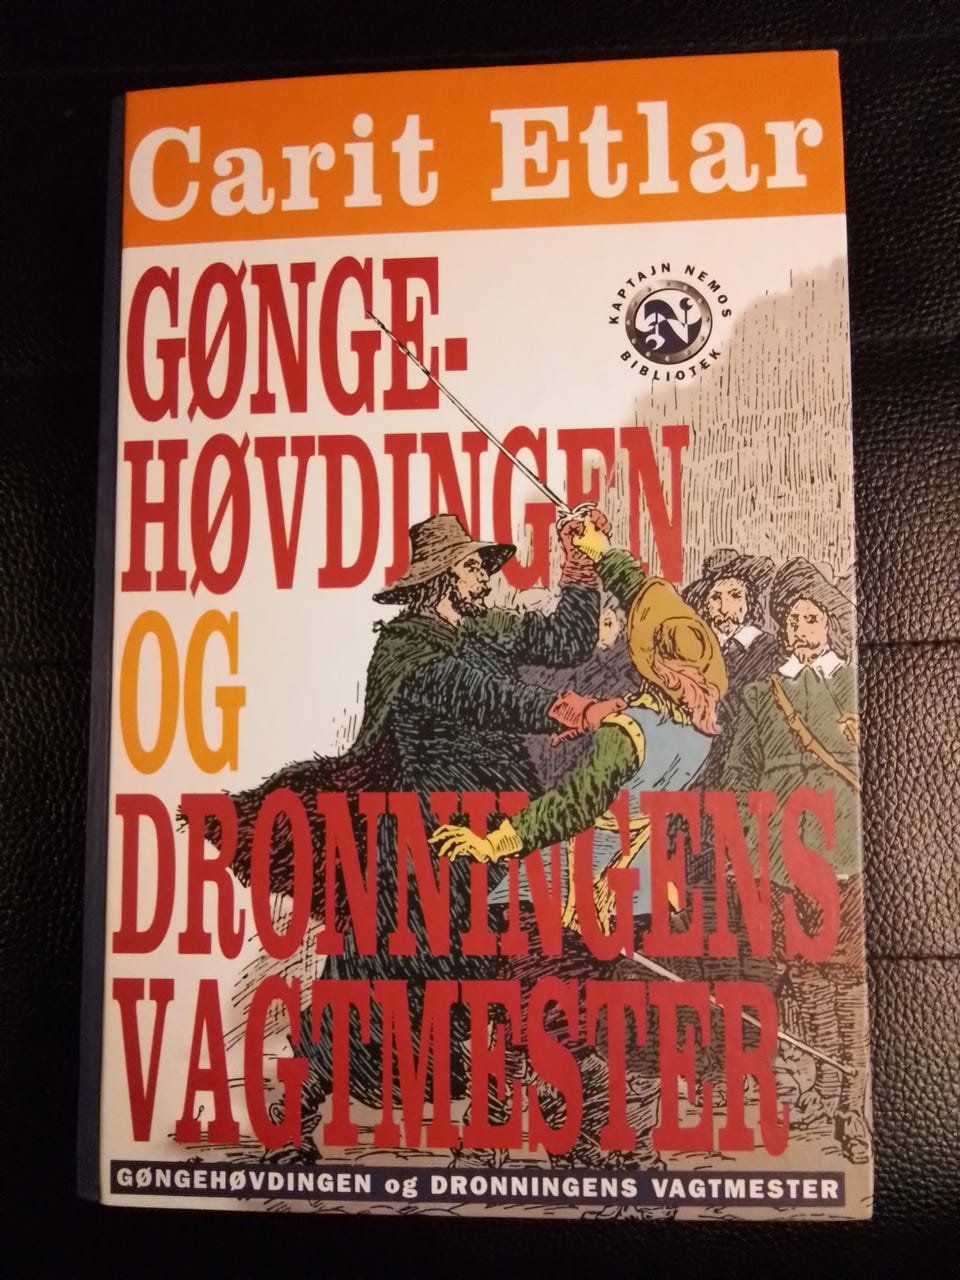 Carit Etlar
GØNGE-
HØVDINGEN
OG
DRONNINGENS
VAGTMESTER
KAPTAJN NEMOS
BIBLIOTEK
N
GØNGEHØVDINGEN og DRONNINGENS VAGTMESTER